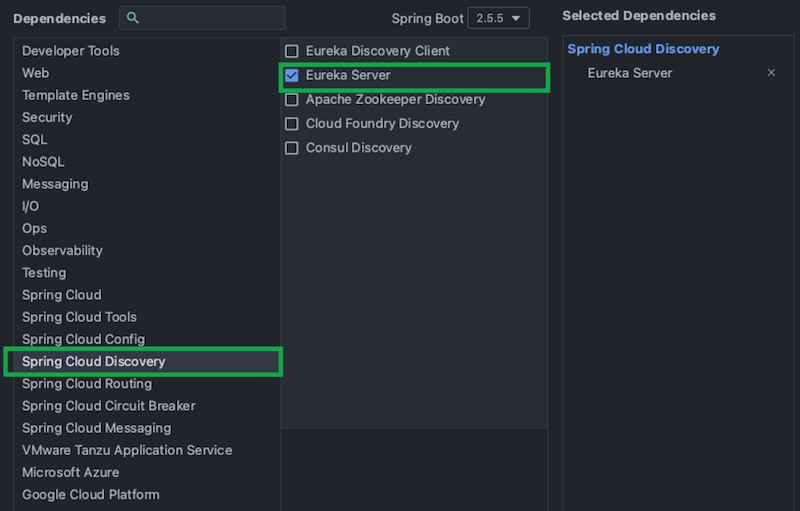 Dependencies
Spring Boot 2.5.5
Developer Tools
Web
Template Engines
Security
SQL
NoSQL
Messaging
I/O
Ops
Observability
Testing
Spring Cloud
Spring Cloud Tools
Spring Cloud Config
Spring Cloud Discovery
Spring Cloud Routing
Spring Cloud Circuit Breaker
Spring Cloud Messaging
VMware Tanzu Application Service
Microsoft Azure
Google Cloud Platform
Eureka Discovery Client
Eureka Server
Apache Zookeeper Discovery
Cloud Foundry Discovery
Consul Discovery
Selected Dependencies
Spring Cloud Discovery
Eureka Server